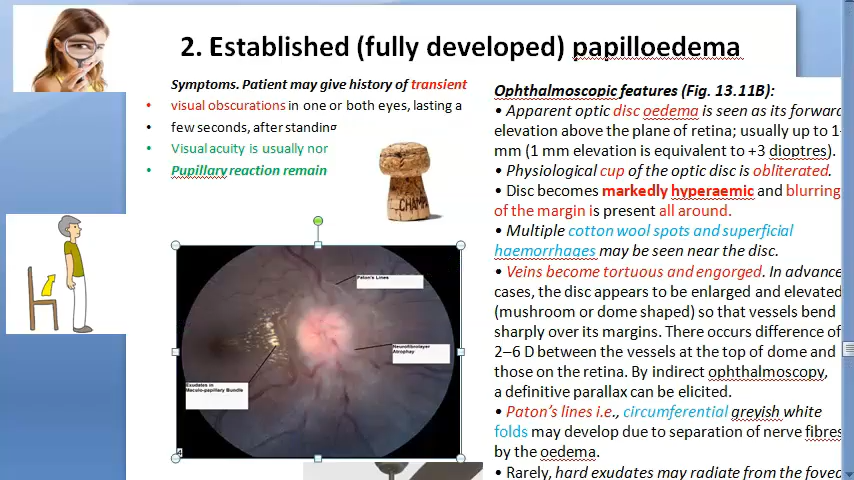 2. Established (fully developed) papilloedema
Symptoms. Patient may give history of transient
• visual obscurations in one or both eyes, lasting a
• few seconds, after standing
• Visual acuity is usually nor
• Pupillary reaction remain
CHAMP
Paton's Lines
Neurofibrolayer
Atrophay
Exudates in
Maculo-papillary Bundle
Ophthalmoscopic features (Fig. 13.11B):
• Apparent optic disc oedema is seen as its forward
elevation above the plane of retina; usually up to 1-
mm (1 mm elevation is equivalent to +3 dioptres).
• Physiological cup of the optic disc is obliterated.
• Disc becomes markedly hyperaemic and blurring
of the margin is present all around.
• Multiple cotton wool spots and superficial
haemorrhages may be seen near the disc.
• Veins become tortuous and engorged. In advance
cases, the disc appears to be enlarged and elevated
(mushroom or dome shaped) so that vessels bend
sharply over its margins. There occurs difference of
2–6 D between the vessels at the top of dome and
those on the retina. By indirect ophthalmoscopy,
a definitive parallax can be elicited.
• Paton's lines i.e., circumferential greyish white
folds may develop due to separation of nerve fibres
by the oedema.
• Rarely, hard exudates may radiate from the fovea